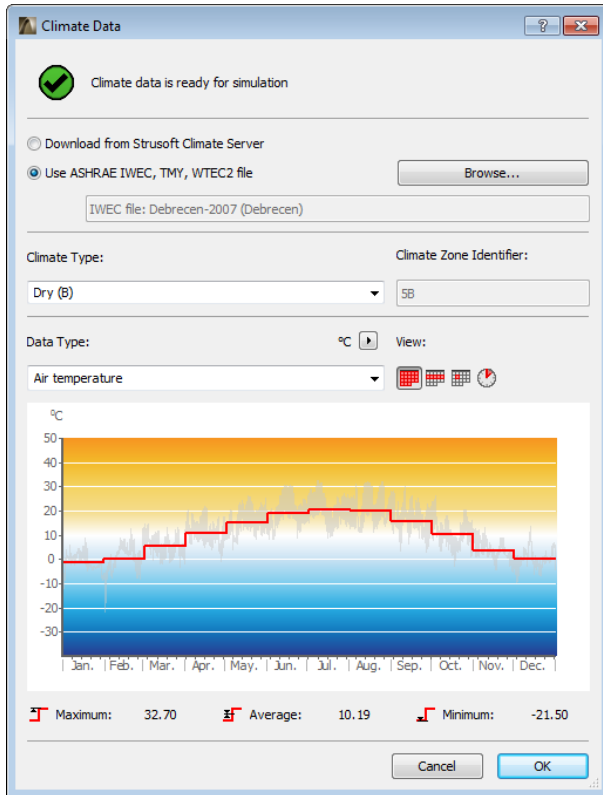 Climate Data
?
Climate data is ready for simulation
Download from Strusoft Climate Server
Use ASHRAE IWEC, TMY, WTEC2 file
Browse...
IWEC file: Debrecen-2007 (Debrecen)
Climate Type:
Climate Zone Identifier:
Dry (B)
5B
Data Type:
°C
View:
Air temperature
°C
50
40
30
20
10
0
-10
-20
-30
Jan. Feb. Mar. Apr. May. Jun. Jul. Aug. Sep. Oct. Nov. Dec.
Maximum: 32.70 Average: 10.19 Minimum: -21.50
Cancel OK